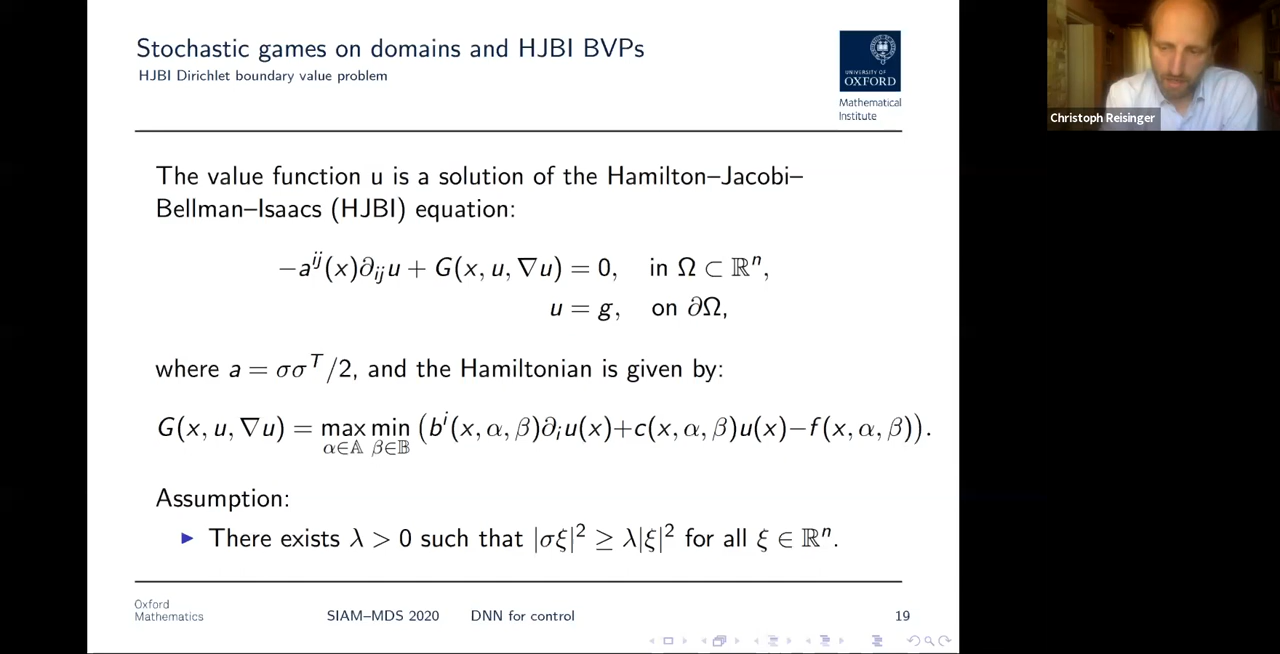 Stochastic games on domains and HJBI BVPs
HJBI Dirichlet boundary value problem
UNIVERSITY OF
OXFORD
Mathematical
Institute
Christoph Reisinger
The value function u is a solution of the Hamilton–Jacobi–
Bellman–Isaacs (HJBI) equation:
−a^{ij}(x)∂_{ij}u + G(x, u, ∇u) = 0, in Ω ⊂ ℝⁿ,
u = g, on ∂Ω,
where a = σσ^T/2, and the Hamiltonian is given by:
G(x, u, ∇u) = max_{α∈𝔸} min_{β∈𝔹} (b^i(x, α, β)∂_i u(x)+c(x, α, β)u(x)−f(x, α, β)).
Assumption:
▶ There exists λ > 0 such that |σξ|² ≥ λ|ξ|² for all ξ ∈ ℝⁿ.
Oxford
Mathematics
SIAM–MDS 2020 DNN for control 19